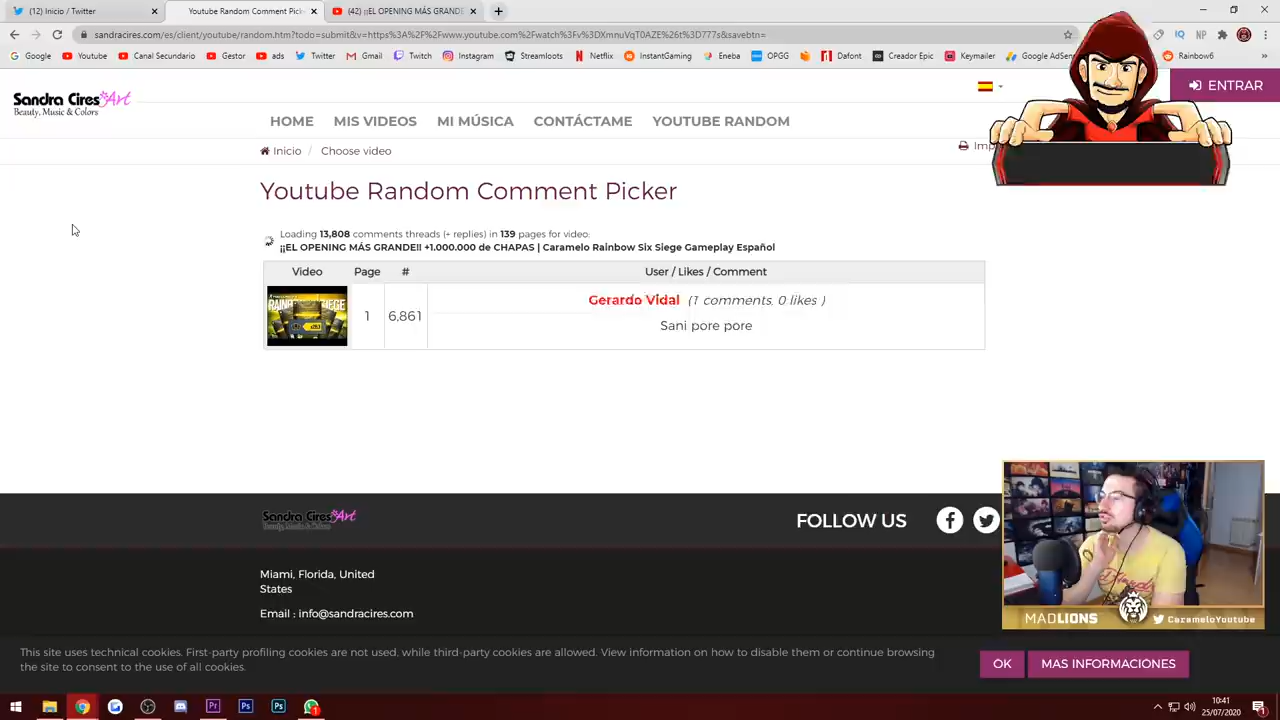 (12) Inicio / Twitter
Youtube Random Comment Pick
(42) ¡¡EL OPENING MÁS GRANDE
sandracires.com/es/client/youtube/random.htm?todo=submit&v=https%3A%2F%2Fwww.youtube.com%2Fwatch%3Fv%3DXmnuVqT0AZE%26t%3D777s&savebtn=
Google
Youtube
Canal Secundario
Gestor
ads
Twitter
Gmail
Twitch
Instagram
Streamloots
Netflix
InstantGaming
Eneba
OPGG
Dafont
Creador Epic
Keymailer
Google AdSense
Reddit
Rainbow6
»
Sandra Cires Art
Beauty, Music & Colors
ENTRAR
HOME MIS VIDEOS MI MÚSICA CONTÁCTAME YOUTUBE RANDOM
Inicio / Choose video
Youtube Random Comment Picker
Loading 13,808 comments threads (+ replies) in 139 pages for video:
¡¡EL OPENING MÁS GRANDE!! +1.000.000 de CHAPAS | Caramelo Rainbow Six Siege Gameplay Español
Video Page # User / Likes / Comment
1 6,861 Gerardo Vidal (1 comments, 0 likes )
Sani pore pore
Sandra Cires Art
Beauty, Music & Colors
FOLLOW US
Miami, Florida, United
States
Email : info@sandracires.com
MADLIONS
CarameloYoutube
This site uses technical cookies. First-party profiling cookies are not used, while third-party cookies are allowed. View information on how to disable them or continue browsing
the site to consent to the use of all cookies.
OK
MAS INFORMACIONES
10:41
25/07/2020